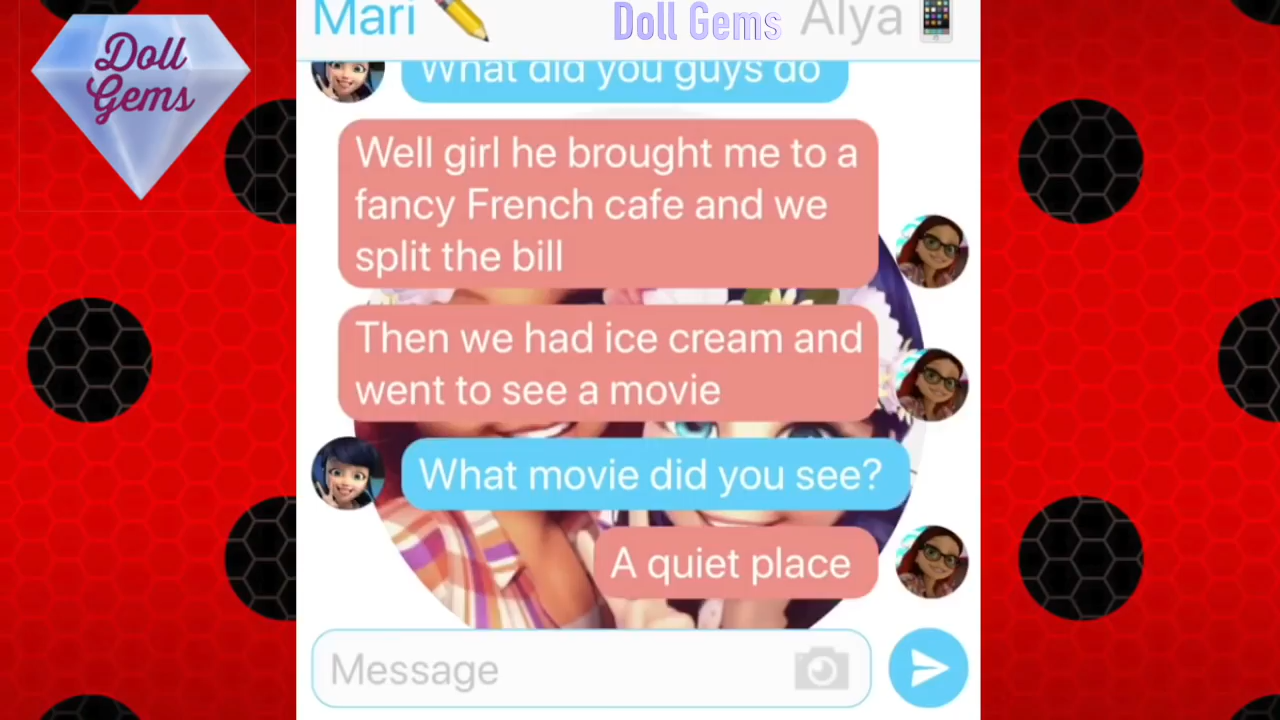 Doll
Gems
Mari Doll Gems Alya
What did you guys do
Well girl he brought me to a
fancy French cafe and we
split the bill
Then we had ice cream and
went to see a movie
What movie did you see?
A quiet place
Message